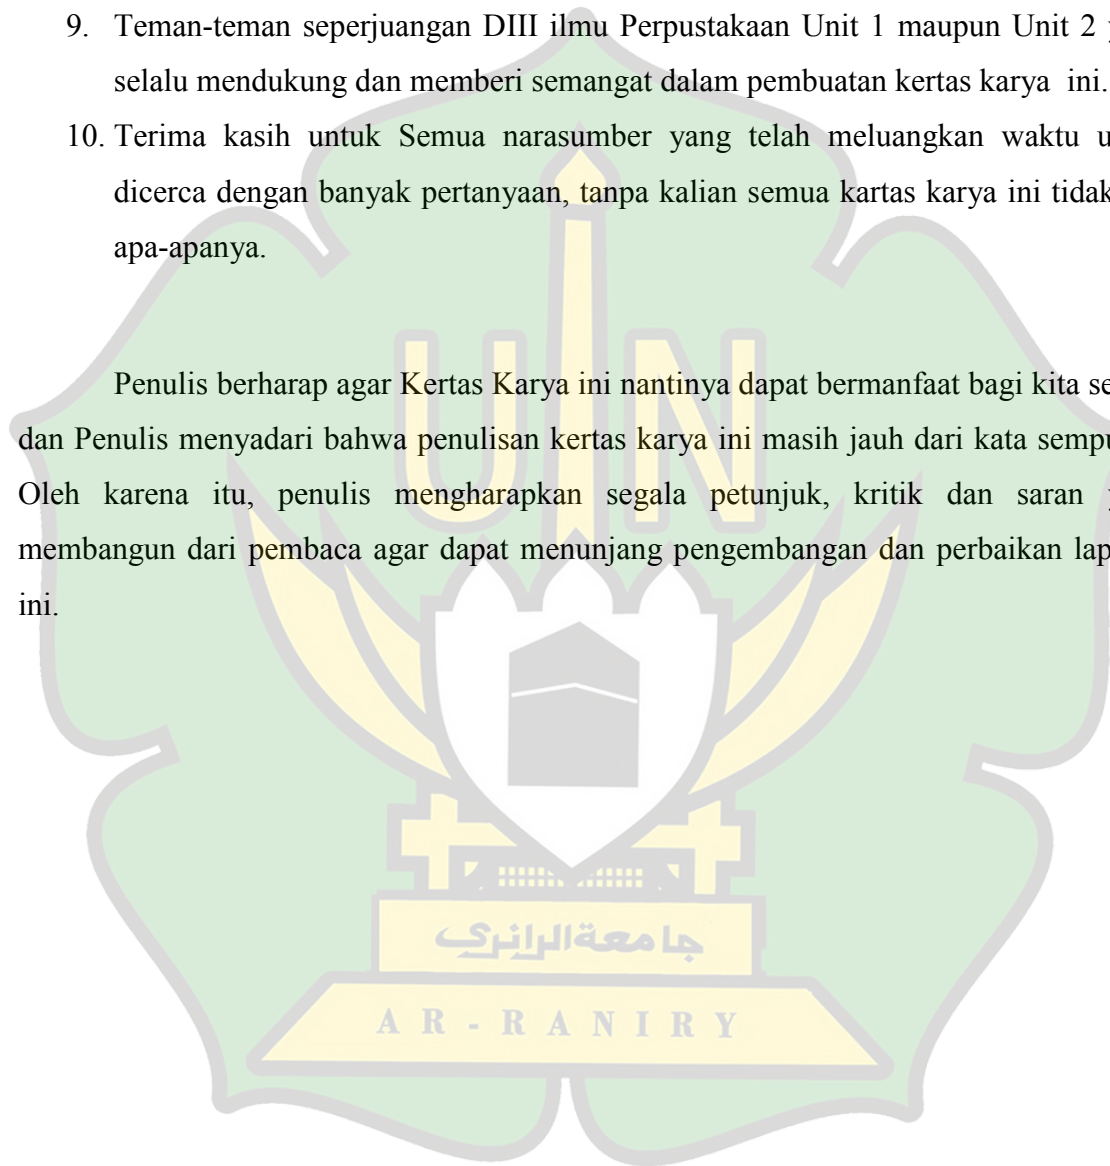 9. Teman-teman seperjuangan DIII ilmu Perpustakaan Unit 1 maupun Unit 2
selalu mendukung dan memberi semangat dalam pembuatan kertas karya ini.
10. Terima kasih untuk Semua narasumber yang telah meluangkan waktu
dicerca dengan banyak pertanyaan, tanpa kalian semua kartas karya ini tidak
apa-apanya.
Penulis berharap agar Kertas Karya ini nantinya dapat bermanfaat bagi kita
dan Penulis menyadari bahwa penulisan kertas karya ini masih jauh dari kata
Oleh karena itu, penulis mengharapkan segala petunjuk, kritik dan saran
membangun dari pembaca agar dapat menunjang pengembangan dan perbaikan
ini.
UIN
جامعة الرانري
AR-RANIRY